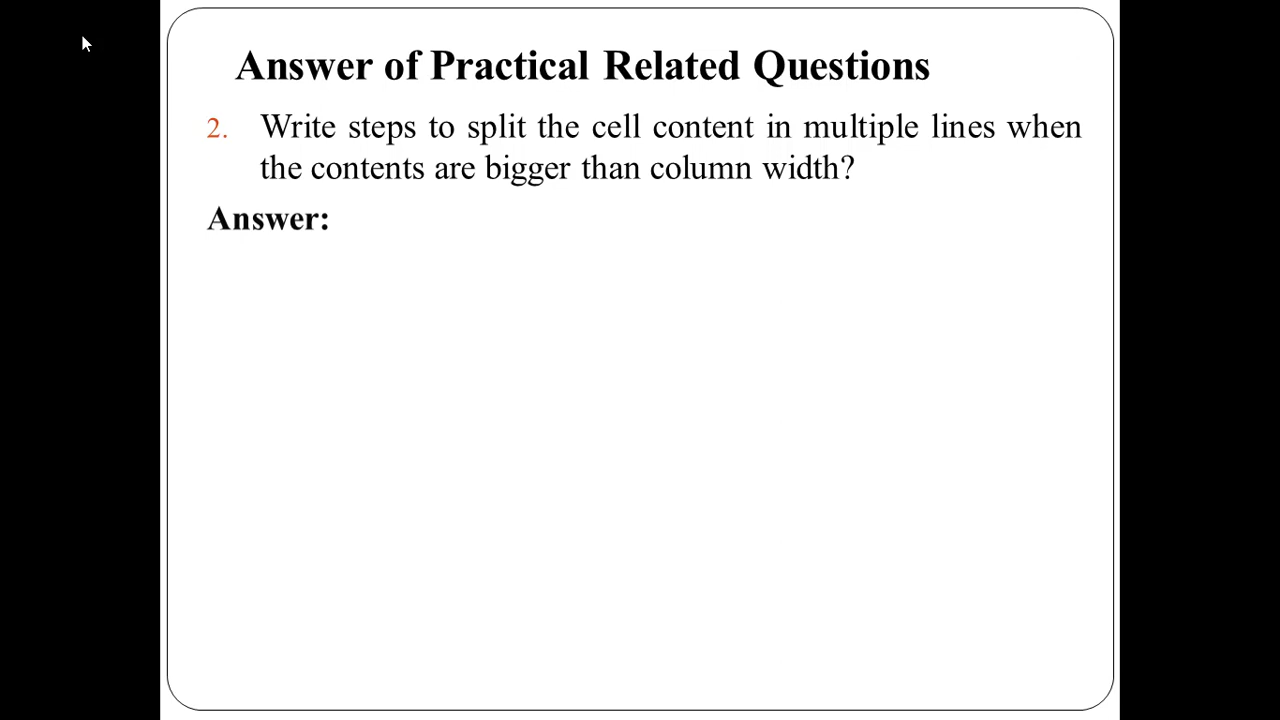 Answer of Practical Related Questions
2. Write steps to split the cell content in multiple lines when
the contents are bigger than column width?
Answer: